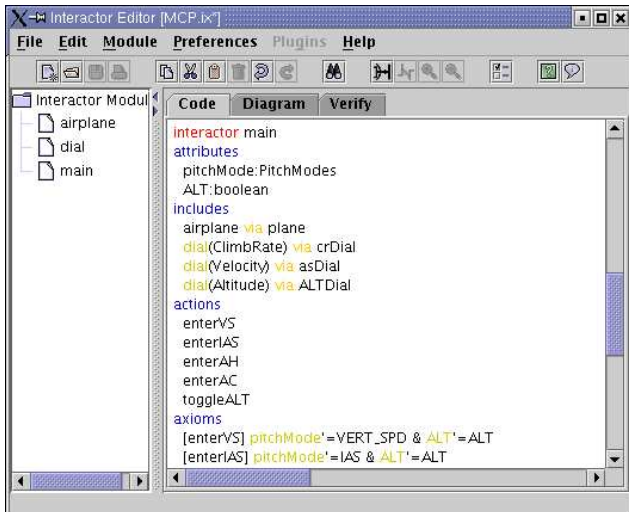 Interactor Editor [MCP.ix*]
File Edit Module Preferences Plugins Help
Interactor Modul
airplane
dial
main
Code Diagram Verify
interactor main
attributes
pitchMode:PitchModes
ALT:boolean
includes
airplane via plane
dial(ClimbRate) via crDial
dial(Velocity) via asDial
dial(Altitude) via ALTDial
actions
enterVS
enterIAS
enterAH
enterAC
toggleALT
axioms
[enterVS] pitchMode'=VERT_SPD & ALT'=ALT
[enterIAS] pitchMode'=IAS & ALT'=ALT